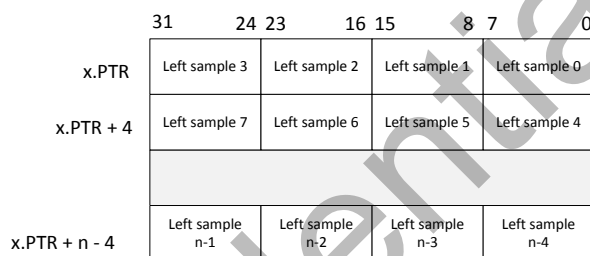 31 24 23 16 15 8 7 0
x.PTR Left sample 3 Left sample 2 Left sample 1 Left sample 0
x.PTR + 4 Left sample 7 Left sample 6 Left sample 5 Left sample 4
Left sample Left sample Left sample Left sample
x.PTR + n - 4 n-1 n-2 n-3 n-4